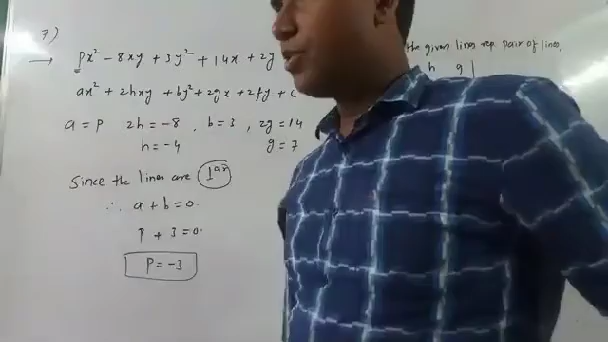 7)
the given lines rep. pair of lines,
→ px² - 8xy + 3y² + 14x + 2y
h g |
ax² + 2hxy + by² + 2gx + 2fy + c
a = p 2h = -8 , b = 3 , 2g = 14
h = -4 g = 7
Since the lines are ⊥ar
∴ a + b = 0.
p + 3 = 0.
p = -3